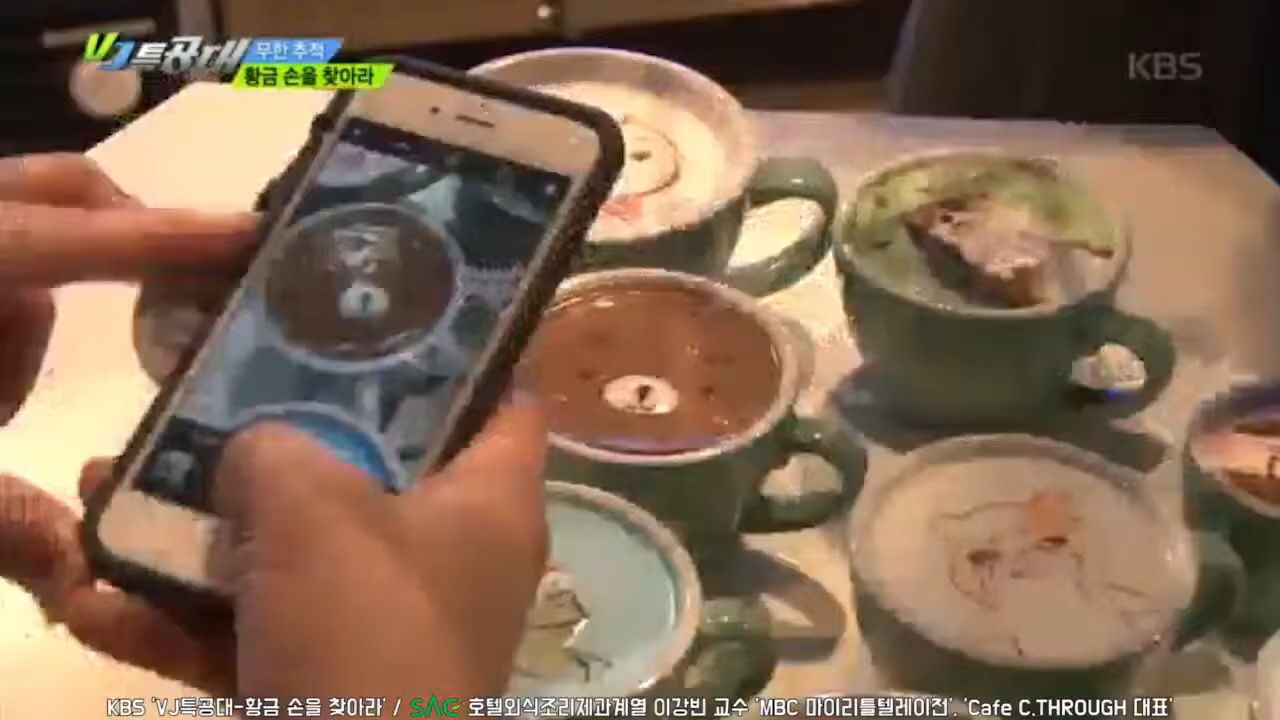 VJ특공대 무한 추적
황금 손을 찾아라
KBS
KBS 'VJ특공대-황금 손을 찾아라' / SAC 호텔외식조리제과계열 이강빈 교수 'MBC 마이리틀텔레이전', 'Cafe C.THROUGH 대표'